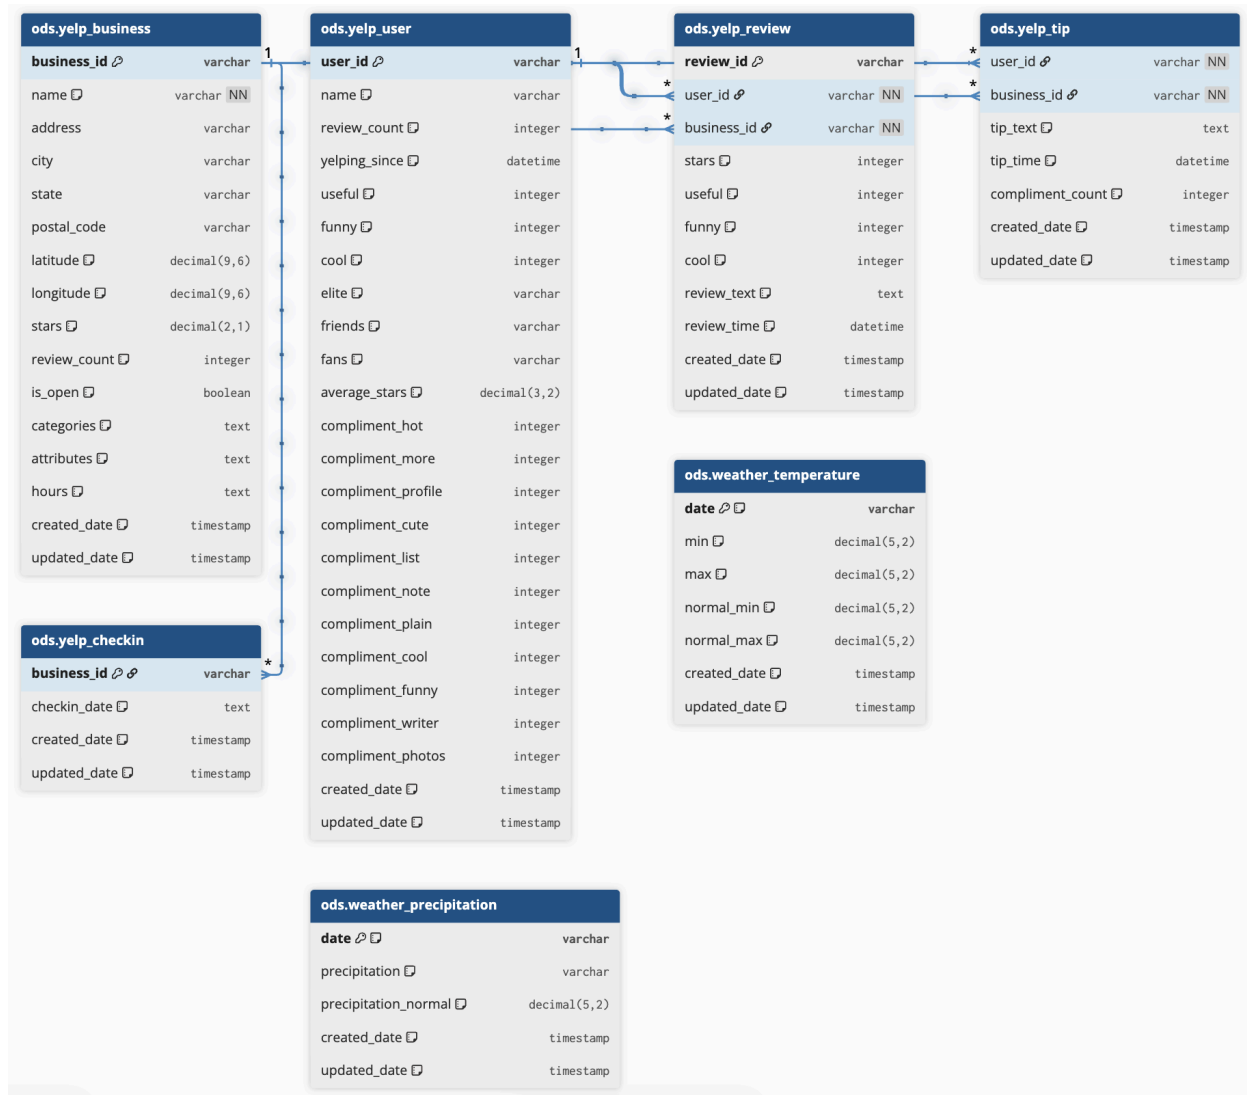 ods.yelp_business
business_id varchar
name varchar NN
address varchar
city varchar
state varchar
postal_code varchar
latitude decimal(9,6)
longitude decimal(9,6)
stars decimal(2,1)
review_count integer
is_open boolean
categories text
attributes text
hours text
created_date timestamp
updated_date timestamp
1
ods.yelp_checkin
business_id varchar
checkin_date text
created_date timestamp
updated_date timestamp
*
ods.yelp_user
user_id varchar
name varchar
review_count integer
yelping_since datetime
useful integer
funny integer
cool integer
elite varchar
friends varchar
fans varchar
average_stars decimal(3,2)
compliment_hot integer
compliment_more integer
compliment_profile integer
compliment_cute integer
compliment_list integer
compliment_note integer
compliment_plain integer
compliment_cool integer
compliment_funny integer
compliment_writer integer
compliment_photos integer
created_date timestamp
updated_date timestamp
1
*
*
ods.yelp_review
review_id varchar
user_id varchar NN
business_id varchar NN
stars integer
useful integer
funny integer
cool integer
review_text text
review_time datetime
created_date timestamp
updated_date timestamp
*
*
ods.yelp_tip
user_id varchar NN
business_id varchar NN
tip_text text
tip_time datetime
compliment_count integer
created_date timestamp
updated_date timestamp
ods.weather_temperature
date varchar
min decimal(5,2)
max decimal(5,2)
normal_min decimal(5,2)
normal_max decimal(5,2)
created_date timestamp
updated_date timestamp
ods.weather_precipitation
date varchar
precipitation varchar
precipitation_normal decimal(5,2)
created_date timestamp
updated_date timestamp